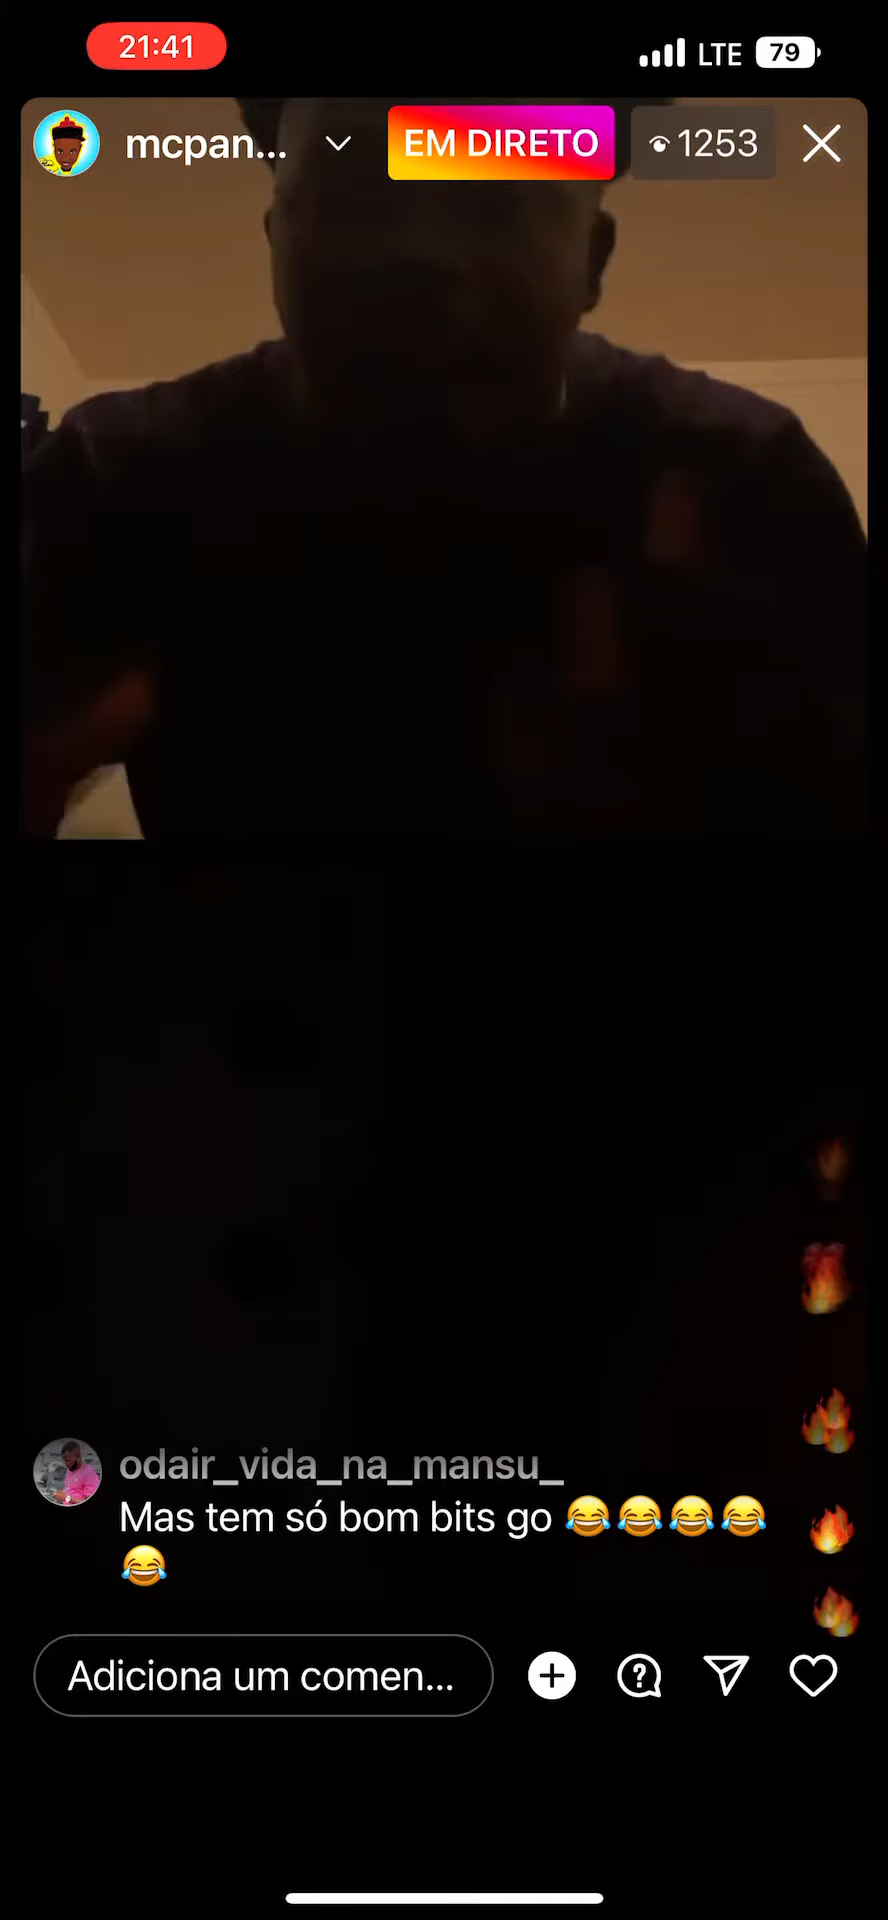 21:41
LTE 79
mcpan...
EM DIRETO
1253
odair_vida_na_mansu_
Mas tem só bom bits go 😂😂😂😂
😂
Adiciona um comen...